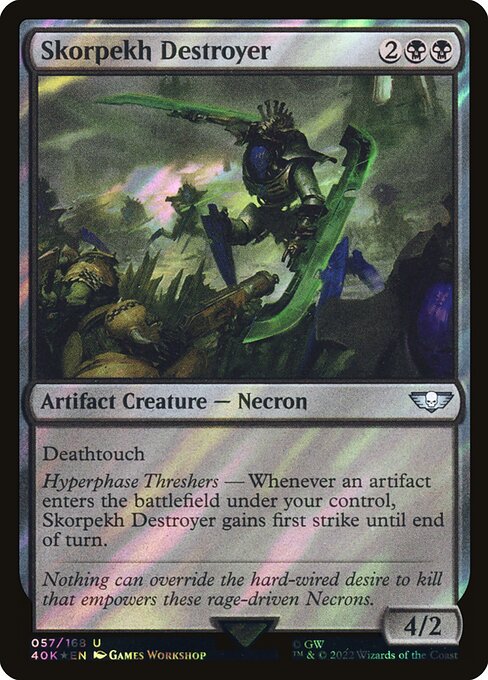 Skorpekh Destroyer 2
Artifact Creature — Necron
Deathtouch
Hyperphase Threshers — Whenever an artifact
enters the battlefield under your control,
Skorpekh Destroyer gains first strike until end
of turn.
Nothing can override the hard-wired desire to kill
that empowers these rage-driven Necrons.
4/2
057/168 U
40K★EN GAMES WORKSHOP
© GW
™ & © 2022 Wizards of the Coast